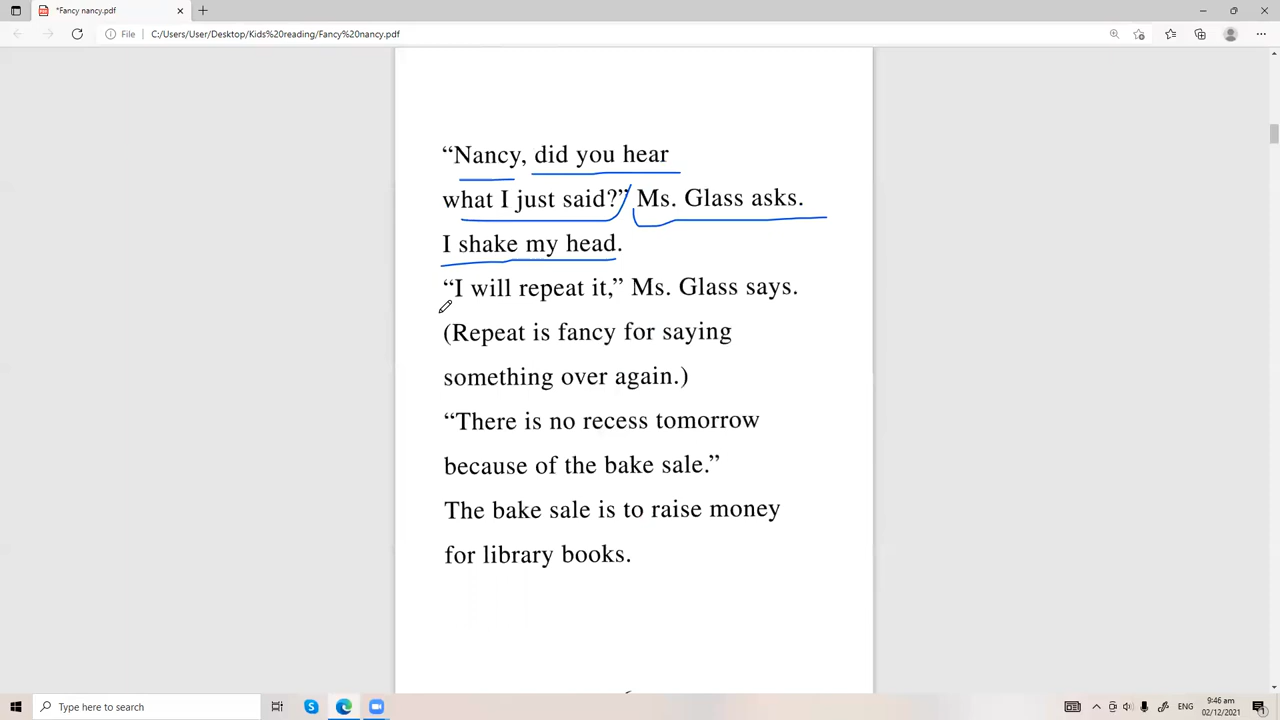 *Fancy nancy.pdf
File
C:/Users/User/Desktop/Kids%20reading/Fancy%20nancy.pdf
“Nancy, did you hear
what I just said?” Ms. Glass asks.
I shake my head.
“I will repeat it,” Ms. Glass says.
(Repeat is fancy for saying
something over again.)
“There is no recess tomorrow
because of the bake sale.”
The bake sale is to raise money
for library books.
Type here to search
ENG
9:46 am
02/12/2021